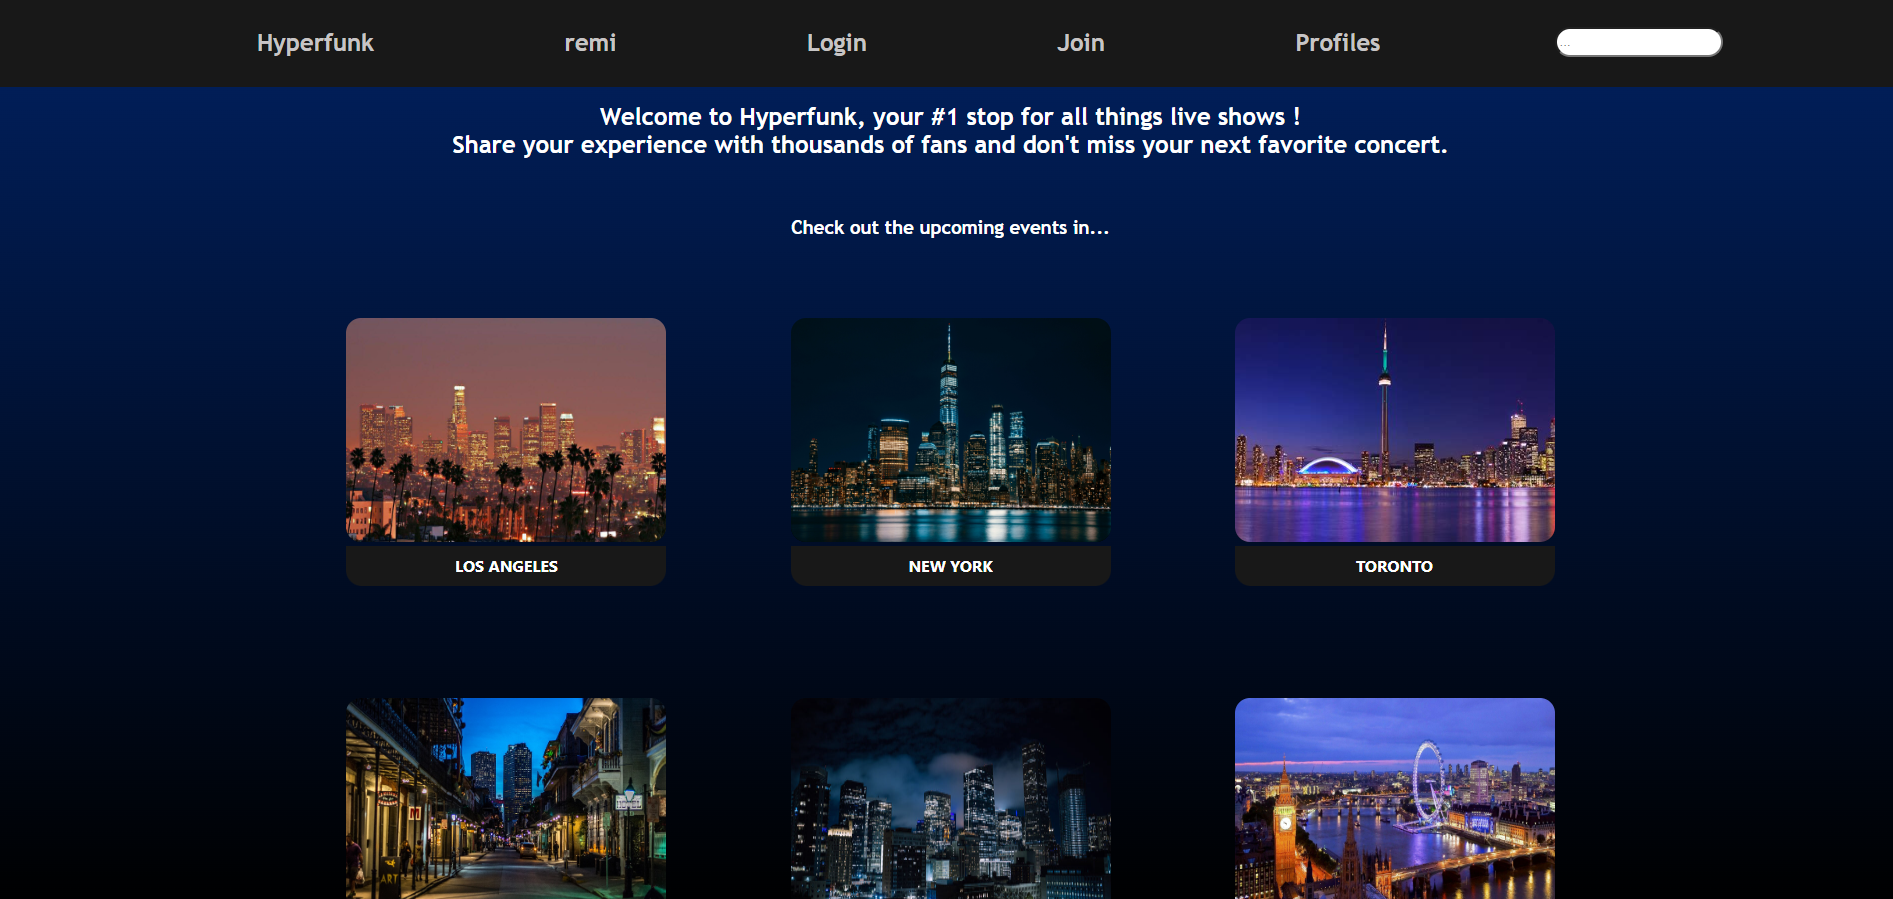 Hyperfunk remi Login Join Profiles ...
Welcome to Hyperfunk, your #1 stop for all things live shows !
Share your experience with thousands of fans and don't miss your next favorite concert.
Check out the upcoming events in...
LOS ANGELES NEW YORK TORONTO